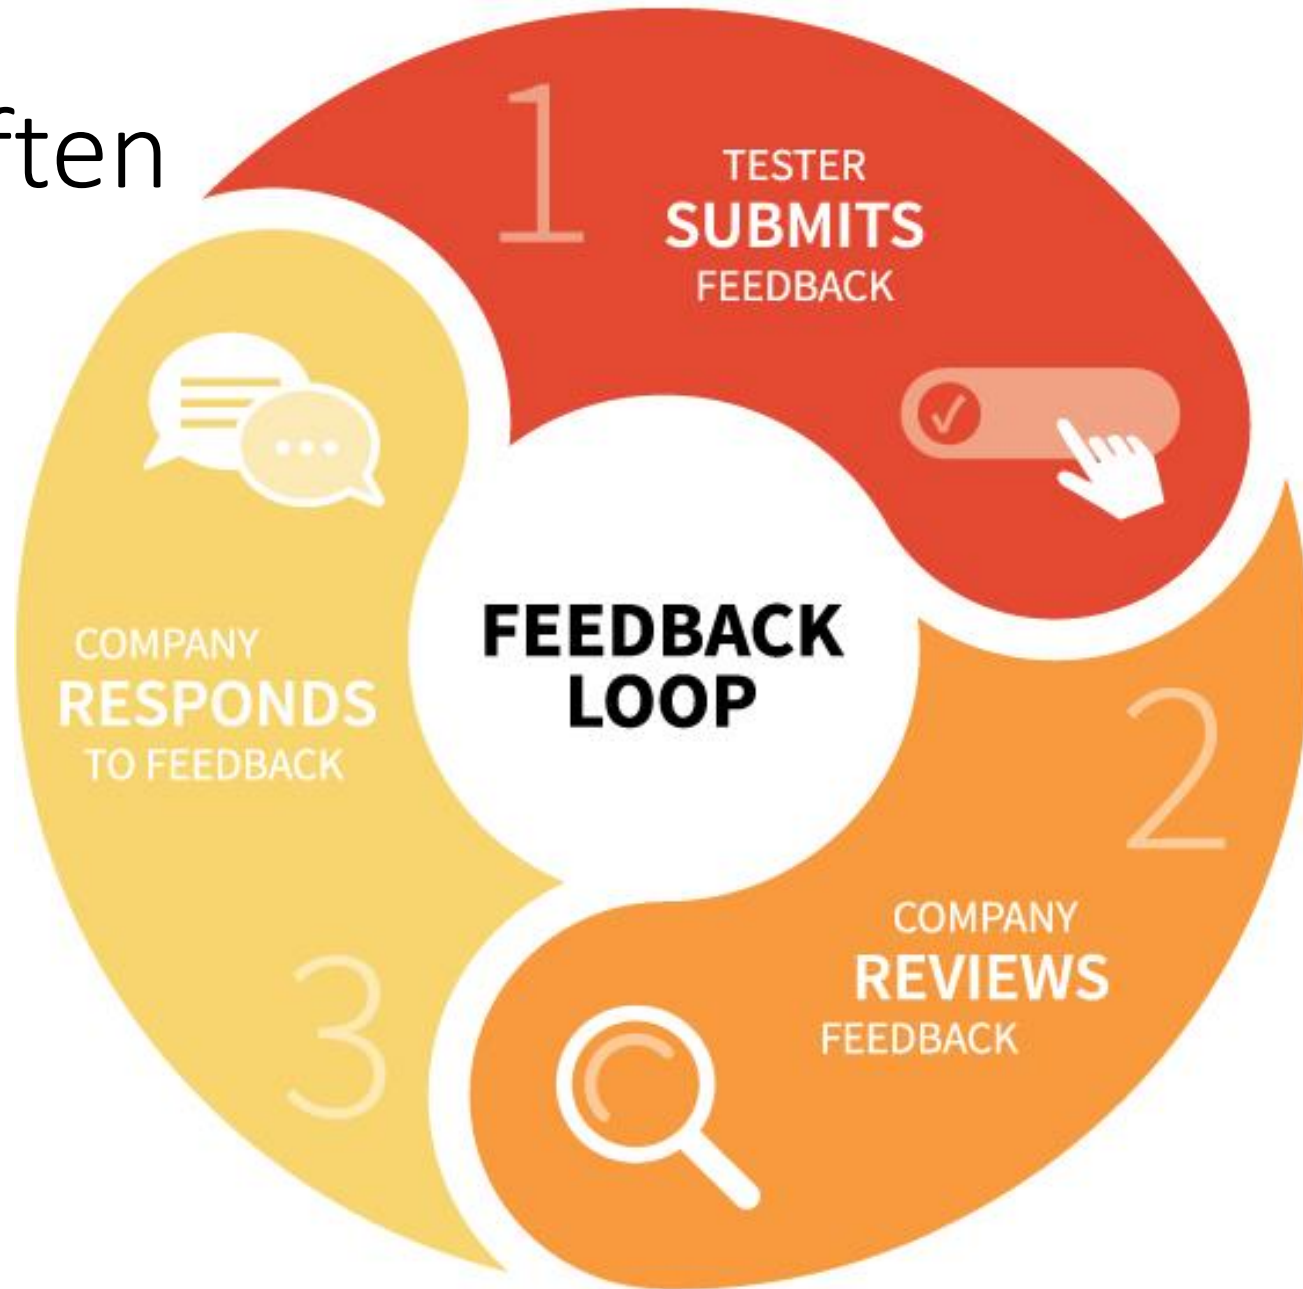 ften
1
TESTER
SUBMITS
FEEDBACK
2
COMPANY
REVIEWS
FEEDBACK
3
COMPANY
RESPONDS
TO FEEDBACK
FEEDBACK
LOOP